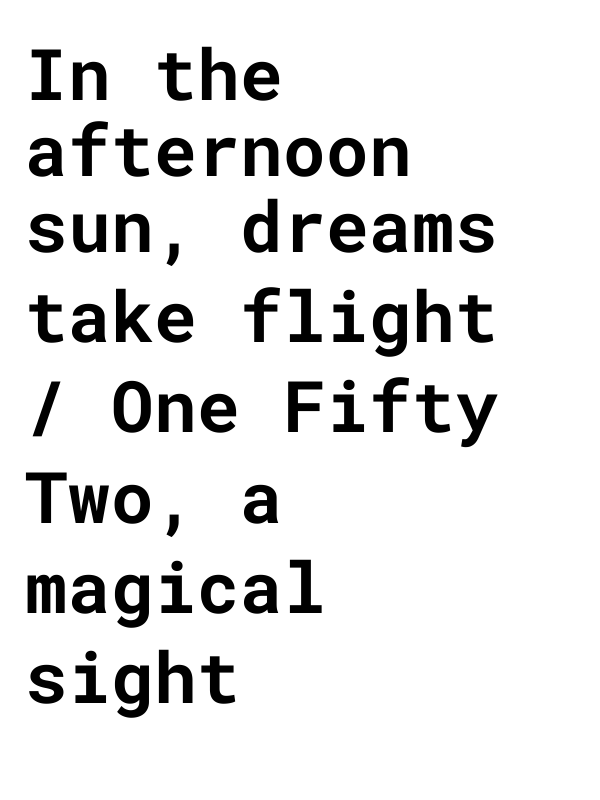 In the
afternoon
sun, dreams
take flight
/ One Fifty
Two, a
magical
sight